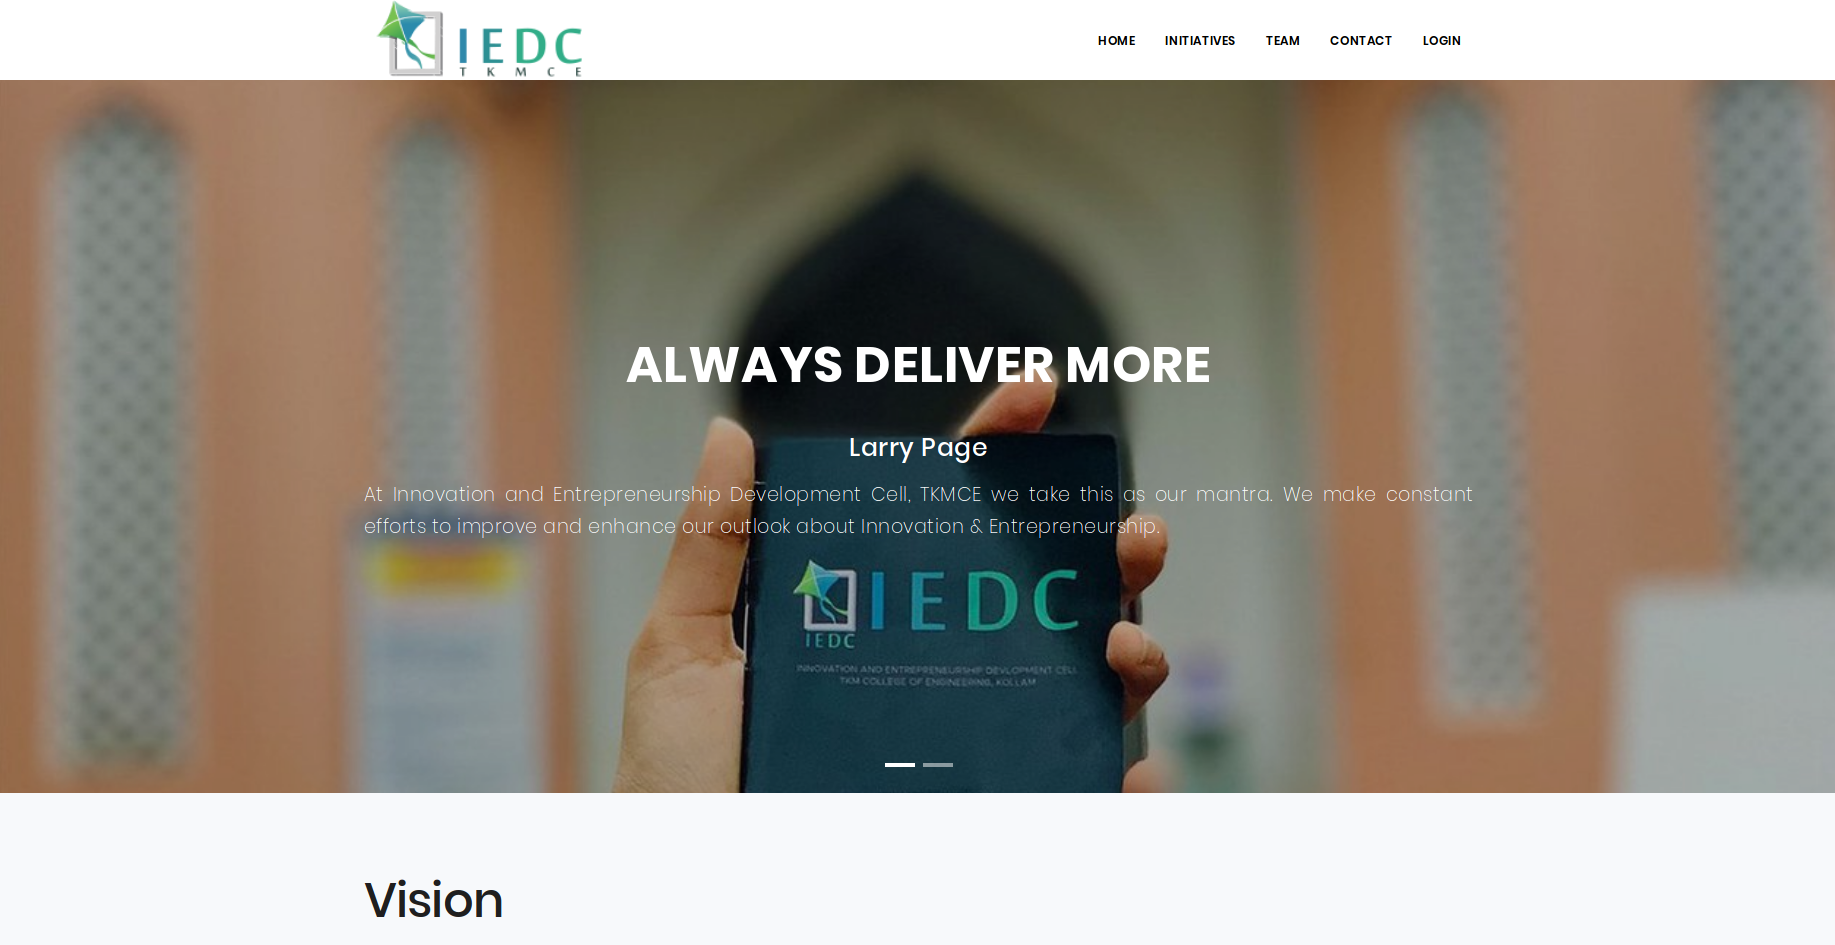 IEDC
TKMCE
HOME INITIATIVES TEAM CONTACT LOGIN
ALWAYS DELIVER MORE
Larry Page
At Innovation and Entrepreneurship Development Cell, TKMCE we take this as our mantra. We make constant
efforts to improve and enhance our outlook about Innovation & Entrepreneurship.
IEDC
IEDC
INNOVATION AND ENTREPRENEURSHIP DEVLOPMENT CELL
TKM COLLEGE OF ENGINEERING, KOLLAM
Vision